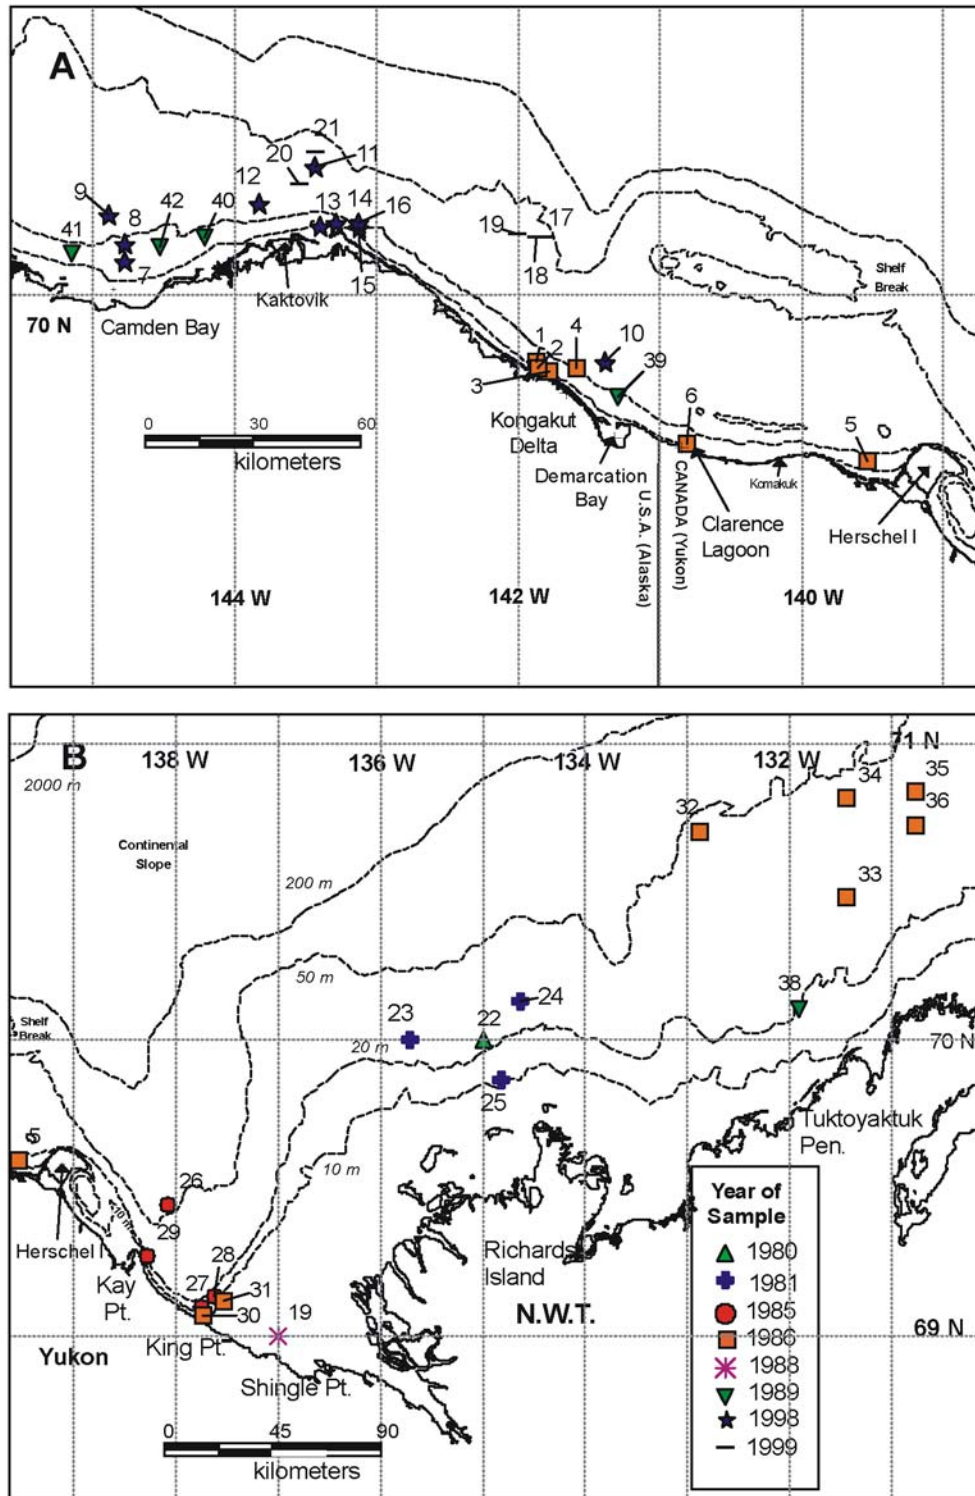 A
21
20
11
9
12
8
42
40
13
14
16
41
7
15
19
17
18
Kaktovik
70 N
Camden Bay
Shelf
Break
1
2
4
10
39
3
6
5
0 30 60
kilometers
Kongakut
Delta
Demarcation
Bay
U.S.A. (Alaska)
CANADA (Yukon)
Komakuk
Clarence
Lagoon
Herschel I
144 W
142 W
140 W
B
138 W
136 W
134 W
132 W
71 N
2000 m
Continental
Slope
200 m
32
34
35
36
33
50 m
38
23
24
22
20 m
25
70 N
Shelf
Break
10 m
Tuktoyaktuk
Pen.
5
26
10 m
29
Herschel I
Kay
Pt.
28
27
31
30
19
Richards
Island
N.W.T.
69 N
King Pt.
Yukon
Shingle Pt.
0 45 90
kilometers
Year of
Sample
1980
1981
1985
1986
1988
1989
1998
1999